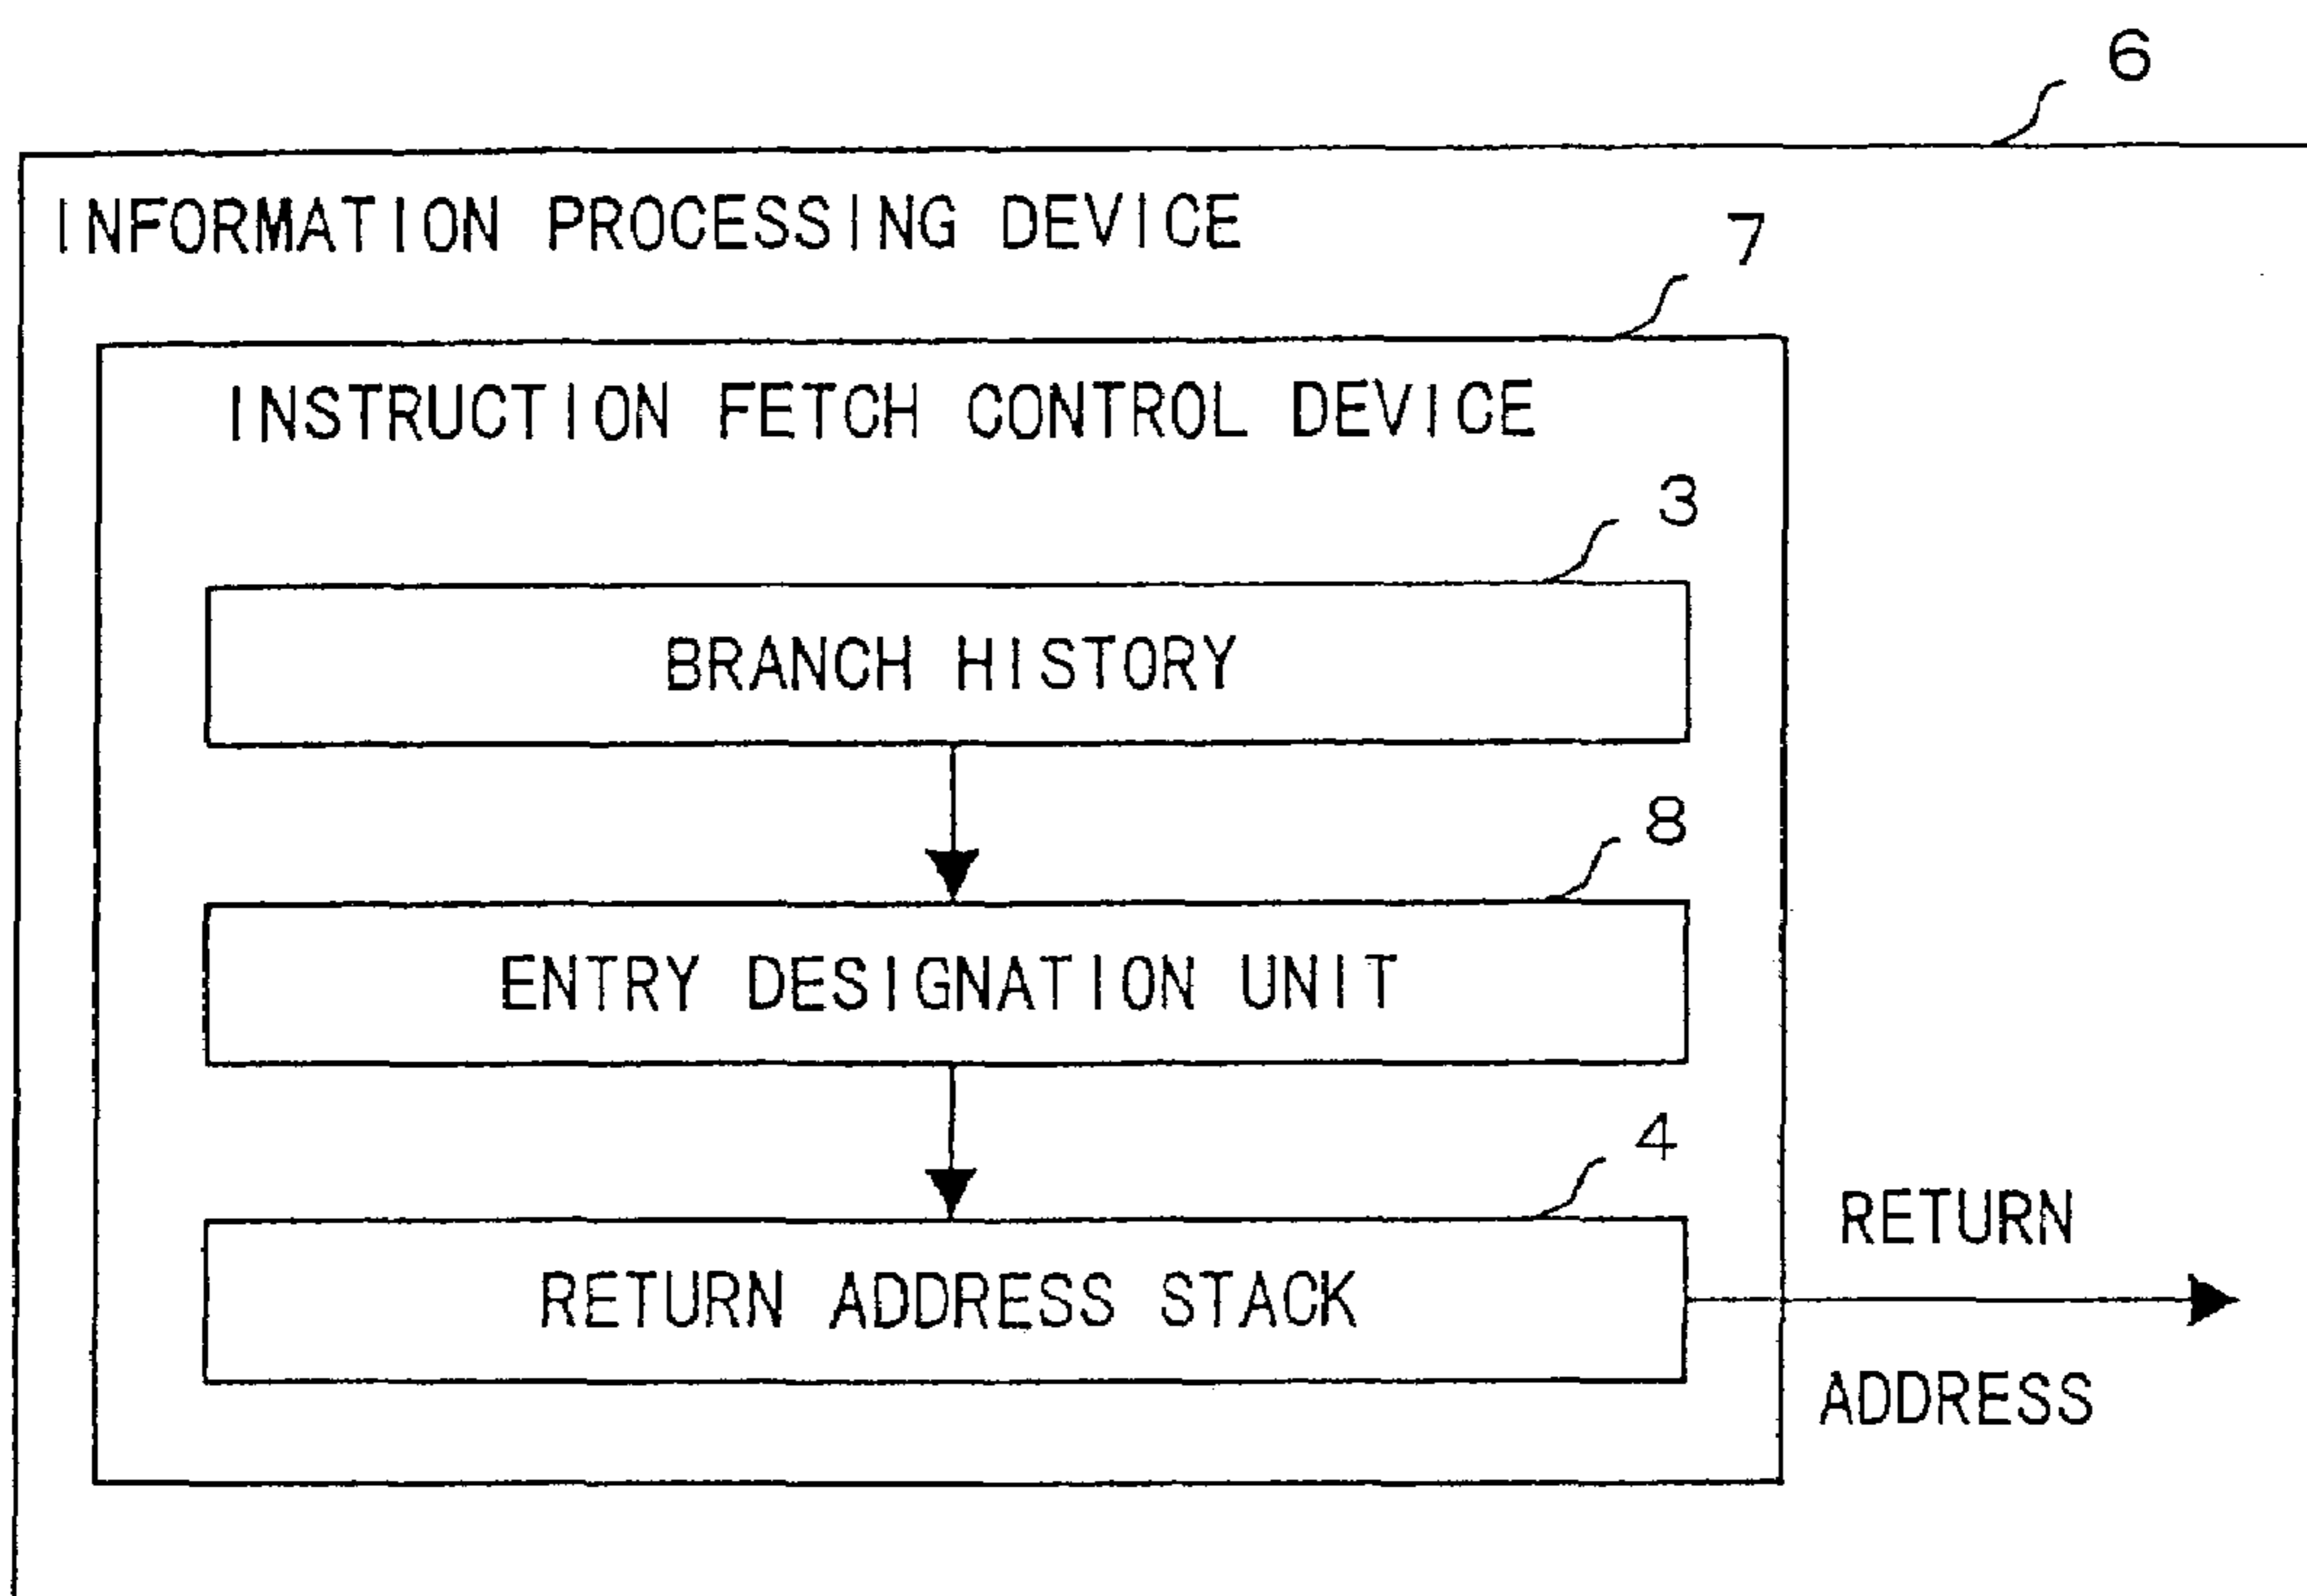 6
INFORMATION PROCESSING DEVICE
7
INSTRUCTION FETCH CONTROL DEVICE
3
BRANCH HISTORY
8
ENTRY DESIGNATION UNIT
4
RETURN ADDRESS STACK
RETURN
ADDRESS